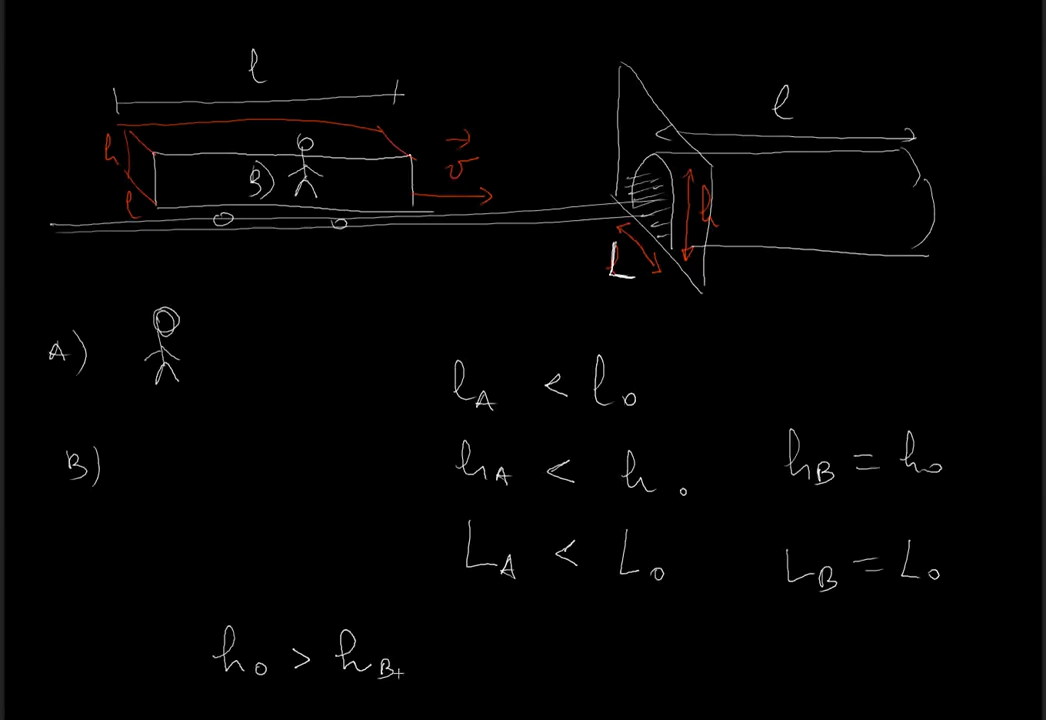 l
l
h
B)
v⃗
l
h
L
A)
l_A < l_0
B)
h_A < h_0
h_B = h_0
L_A < L_0
L_B = L_0
h_0 > h_B+